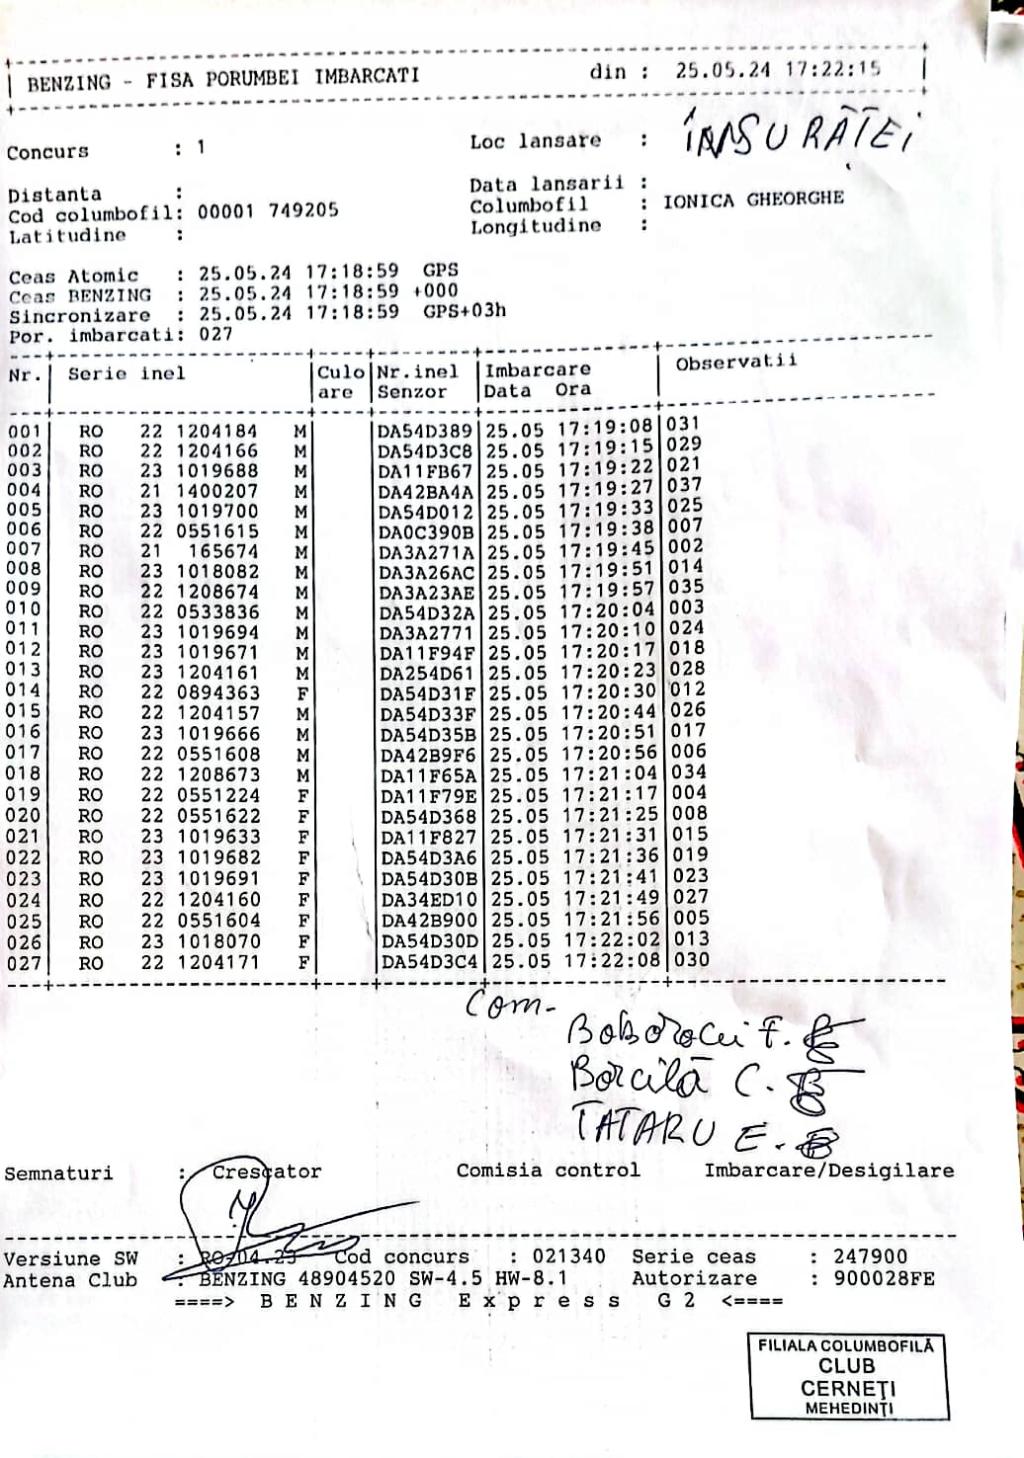 BENZING - FISA PORUMBEI IMBARCATI din : 25.05.24 17:22:15
Concurs : 1 Loc lansare : ÎNSURĂȚEI
Distanta : Data lansarii :
Cod columbofil: 00001 749205 Columbofil : IONICA GHEORGHE
Latitudine : Longitudine :
Ceas Atomic : 25.05.24 17:18:59 GPS
Ceas BENZING : 25.05.24 17:18:59 +000
Sincronizare : 25.05.24 17:18:59 GPS+03h
Por. imbarcati: 027
Nr. Serie inel Culo Nr.inel Imbarcare Observatii
are Senzor Data Ora
001 RO 22 1204184 M DA54D389 25.05 17:19:08 031
002 RO 22 1204166 M DA54D3C8 25.05 17:19:15 029
003 RO 23 1019688 M DA11FB67 25.05 17:19:22 021
004 RO 21 1400207 M DA42BA4A 25.05 17:19:27 037
005 RO 23 1019700 M DA54D012 25.05 17:19:33 025
006 RO 22 0551615 M DA0C390B 25.05 17:19:38 007
007 RO 21 165674 M DA3A271A 25.05 17:19:45 002
008 RO 23 1018082 M DA3A26AC 25.05 17:19:51 014
009 RO 22 1208674 M DA3A23AE 25.05 17:19:57 035
010 RO 22 0533836 M DA54D32A 25.05 17:20:04 003
011 RO 23 1019694 M DA3A2771 25.05 17:20:10 024
012 RO 23 1019671 M DA11F94F 25.05 17:20:17 018
013 RO 23 1204161 M DA254D61 25.05 17:20:23 028
014 RO 22 0894363 F DA54D31F 25.05 17:20:30 012
015 RO 22 1204157 M DA54D33F 25.05 17:20:44 026
016 RO 23 1019666 M DA54D35B 25.05 17:20:51 017
017 RO 22 0551608 M DA42B9F6 25.05 17:20:56 006
018 RO 22 1208673 M DA11F65A 25.05 17:21:04 034
019 RO 22 0551224 F DA11F79E 25.05 17:21:17 004
020 RO 22 0551622 F DA54D368 25.05 17:21:25 008
021 RO 23 1019633 F DA11F827 25.05 17:21:31 015
022 RO 23 1019682 F DA54D3A6 25.05 17:21:36 019
023 RO 23 1019691 F DA54D30B 25.05 17:21:41 023
024 RO 22 1204160 F DA34ED10 25.05 17:21:49 027
025 RO 22 0551604 F DA42B900 25.05 17:21:56 005
026 RO 23 1018070 F DA54D30D 25.05 17:22:02 013
027 RO 22 1204171 F DA54D3C4 25.05 17:22:08 030
Com.
Boborocei F.
Borcilă C.
TATARU E.
Semnaturi : Crescator Comisia control Imbarcare/Desigilare
Versiune SW : Cod concurs : 021340 Serie ceas : 247900
Antena Club : BENZING 48904520 SW-4.5 HW-8.1 Autorizare : 900028FE
====> B E N Z I N G E x p r e s s G 2 <====
FILIALA COLUMBOFILĂ
CLUB
CERNEȚI
MEHEDINȚI